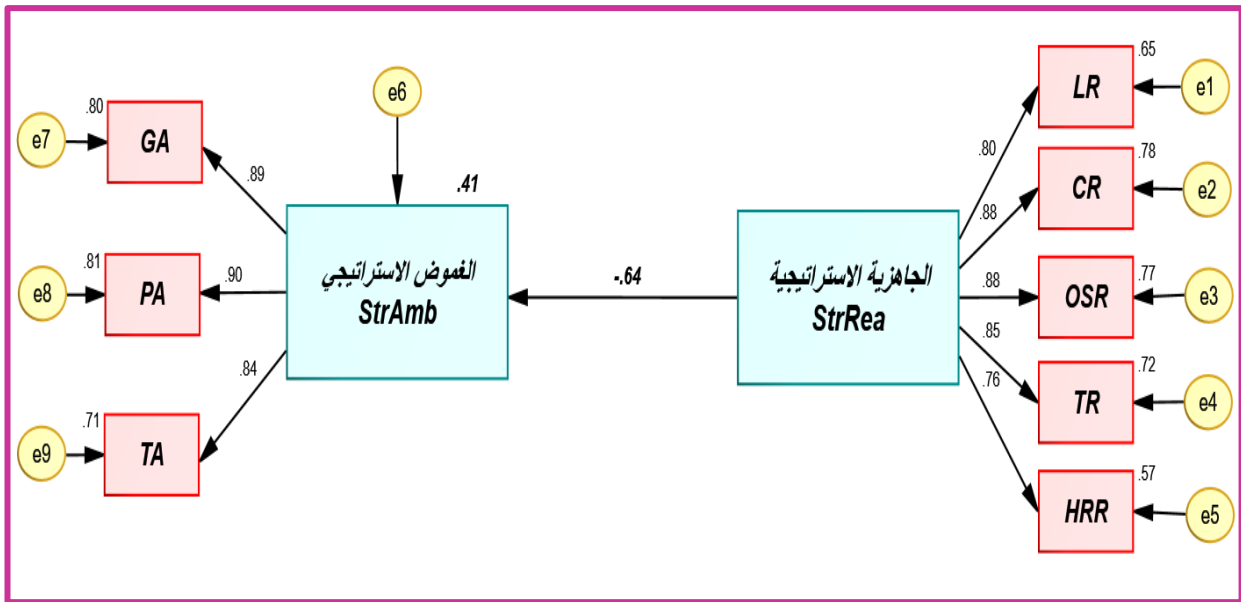 e7
.80
GA
.89
e8
.81
PA
.90
e9
.71
TA
.84
e6
.41
الغموض الاستراتيجي
StrAmb
-.64
الجاهزية الاستراتيجية
StrRea
.80
.65
LR
e1
.88
.78
CR
e2
.88
.77
OSR
e3
.85
.72
TR
e4
.76
.57
HRR
e5